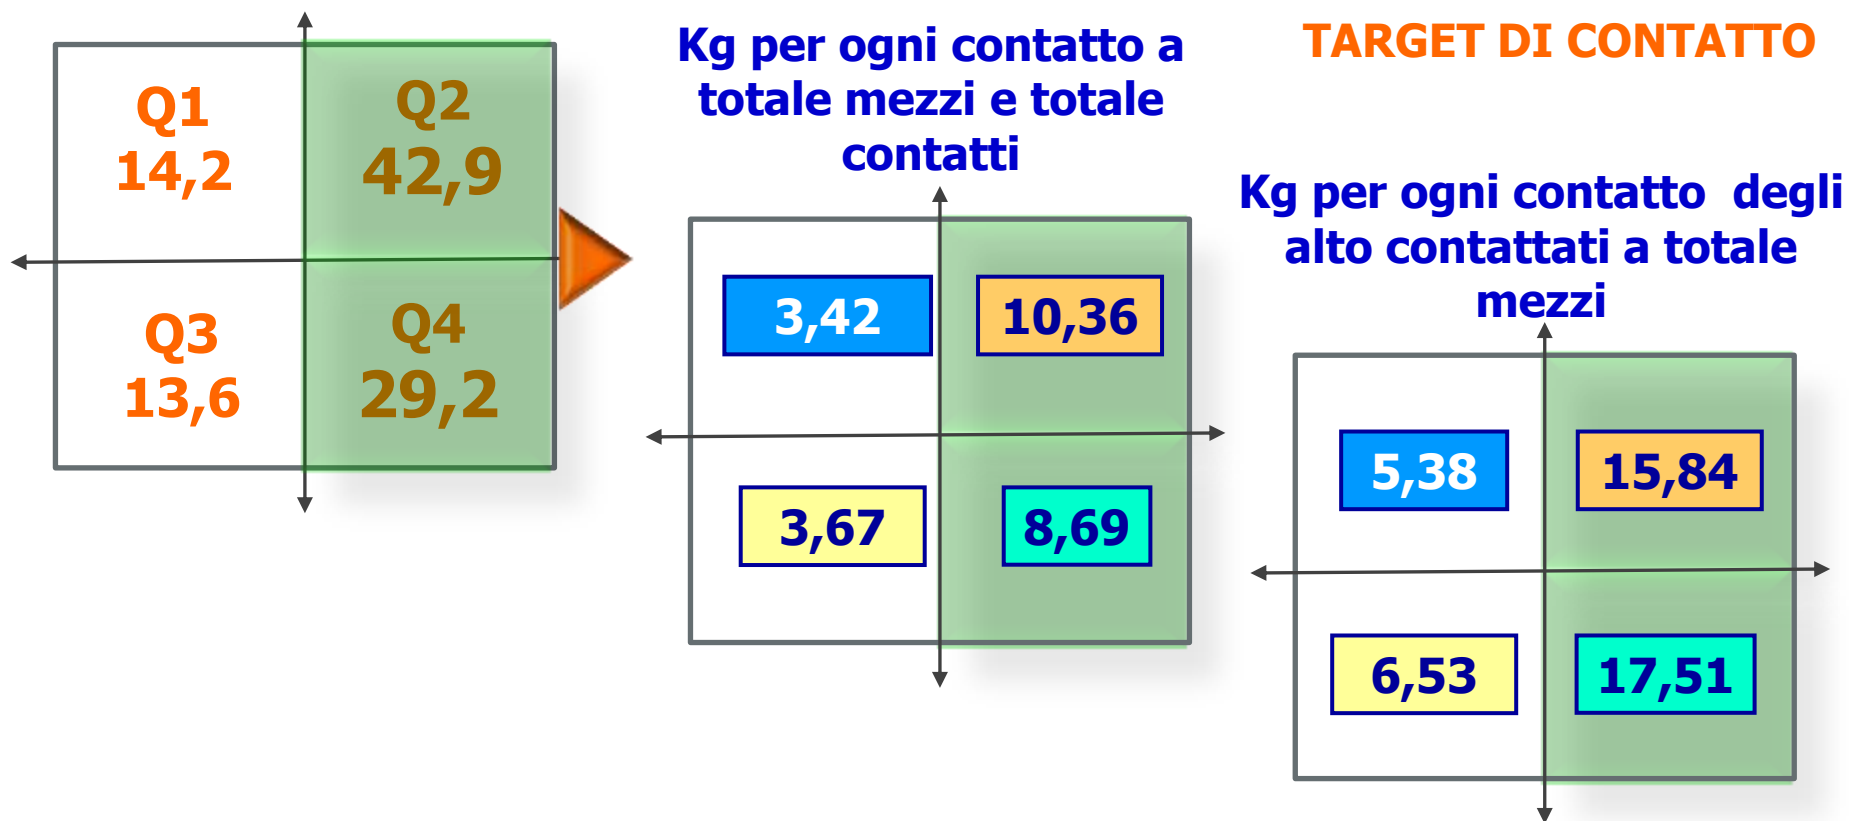 TARGET DI CONTATTO
Q1
14,2
Q2
42,9
Q3
13,6
Q4
29,2
Kg per ogni contatto a
totale mezzi e totale
contatti
3,42
10,36
3,67
8,69
Kg per ogni contatto degli
alto contattati a totale
mezzi
5,38
15,84
6,53
17,51